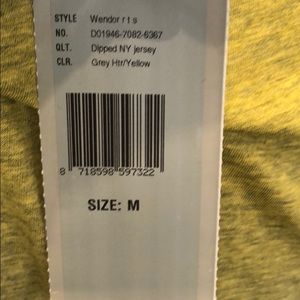 STYLE Wendor r t s
NO. D01946-7082-6367
QLT. Dipped NY jersey
CLR. Grey Htr/Yellow
8 718598 597322
SIZE: M